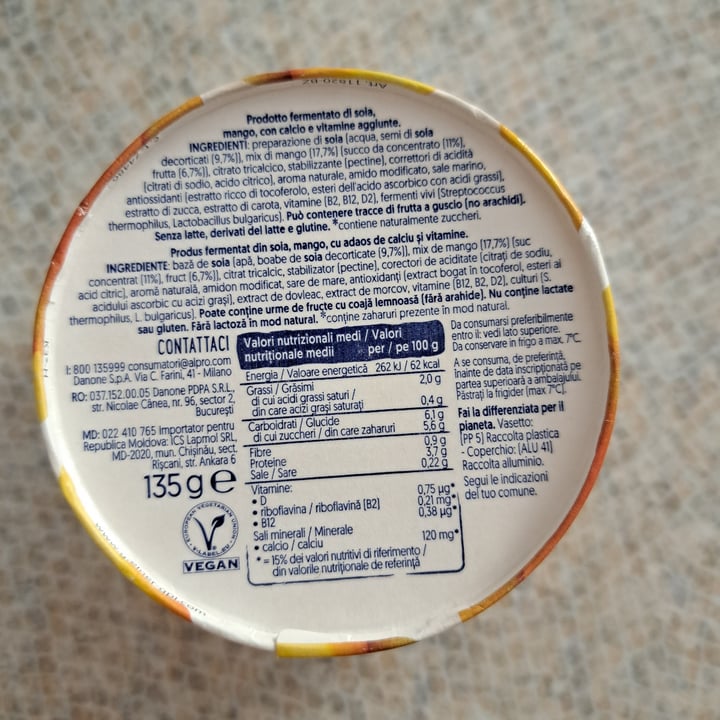 Prodotto fermentato di soia,
mango, con calcio e vitamine aggiunte.
INGREDIENTI: preparazione di soia (acqua, semi di soia
decorticati (9,7%)), mix di mango (17,7%) (succo da concentrato (11%),
frutta (6,7%)), citrato tricalcico, stabilizzante (pectine), correttori di acidità
(citrati di sodio, acido citrico), aroma naturale, amido modificato, sale marino,
antiossidanti (estratto ricco di tocoferolo, esteri dell'acido ascorbico con acidi grassi),
estratto di zucca, estratto di carota, vitamine (B2, B12, D2), fermenti vivi (Streptococcus
thermophilus, Lactobacillus bulgaricus). Può contenere tracce di frutta a guscio (no arachidi).
Senza latte, derivati del latte e glutine. *contiene naturalmente zuccheri.
Produs fermentat din soia, mango, cu adaos de calciu și vitamine.
INGREDIENTE: bază de soia (apă, boabe de soia decorticate (9,7%)), mix de mango (17,7%) (suc
concentrat (11%), fruct (6,7%)), citrat tricalcic, stabilizator (pectine), corectori de aciditate (citrați de sodiu,
acid citric), aromă naturală, amidon modificat, sare de mare, antioxidanți (extract bogat în tocoferol, esteri ai
acidului ascorbic cu acizi grași), extract de dovleac, extract de morcov, vitamine (B12, B2, D2), culturi (S.
thermophilus, L. bulgaricus). Poate conține urme de fructe cu coajă lemnoasă (fără arahide). Nu conține lactate
sau gluten. Fără lactoză în mod natural. *conține zaharuri prezente în mod natural.
CONTATTACI
I: 800 135999 consumatori@alpro.com
Danone S.p.A. Via C. Farini, 41 - Milano
RO: 037.152.00.05 Danone PDPA S.R.L.,
str. Nicolae Cânea, nr. 96, sector 2,
București
MD: 022 410 765 Importator pentru
Republica Moldova: ICS Lapmol SRL,
MD-2020, mun. Chișinău, sect.
Rîșcani, str. Ankara 6
135 g e
EUROPEAN VEGETARIAN UNION
V-LABEL.EU
VEGAN
Valori nutrizionali medi / Valori
nutriționale medii per / pe 100 g
Energia / Valoare energetică 262 kJ / 62 kcal
Grassi / Grăsimi 2,0 g
di cui acidi grassi saturi /
din care acizi grași saturați 0,4 g
Carboidrati / Glucide 6,1 g
di cui zuccheri / din care zaharuri 5,6 g
Fibre 0,9 g
Proteine 3,7 g
Sale / Sare 0,22 g
Vitamine:
• D 0,75 µg*
• riboflavina / riboflavină (B2) 0,21 mg*
• B12 0,38 µg*
Sali minerali / Minerale
• calcio / calciu 120 mg*
* = 15% dei valori nutritivi di riferimento /
din valorile nutriționale de referință
Da consumarsi preferibilmente
entro il: vedi lato superiore.
Da conservare in frigo a max. 7°C.
A se consuma, de preferință,
înainte de data inscripționată pe
partea superioară a ambalajului.
Păstrați la frigider (max 7°C).
Fai la differenziata per il
pianeta. Vasetto:
(PP 5) Raccolta plastica
- Coperchio: (ALU 41)
Raccolta alluminio.
Segui le indicazioni
del tuo comune.